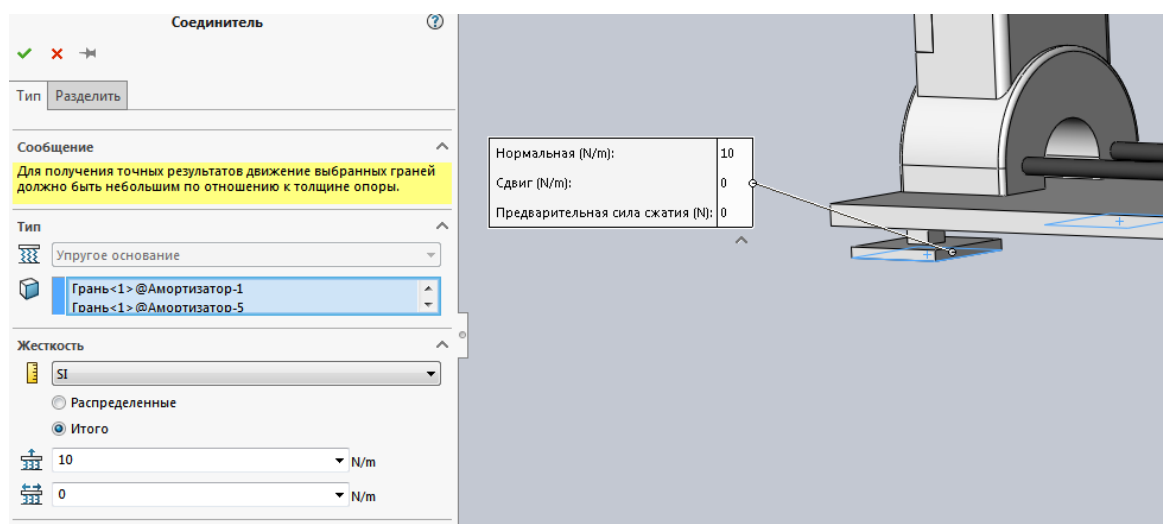 Соединитель
Тип Разделить
Сообщение
Для получения точных результатов движение выбранных граней
должно быть небольшим по отношению к толщине опоры.
Тип
Упругое основание
Грань<1>@Амортизатор-1
Грань<1>@Амортизатор-5
Жесткость
SI
Распределенные
Итого
10 N/m
0 N/m
Нормальная (N/m): 10
Сдвиг (N/m): 0
Предварительная сила сжатия (N): 0